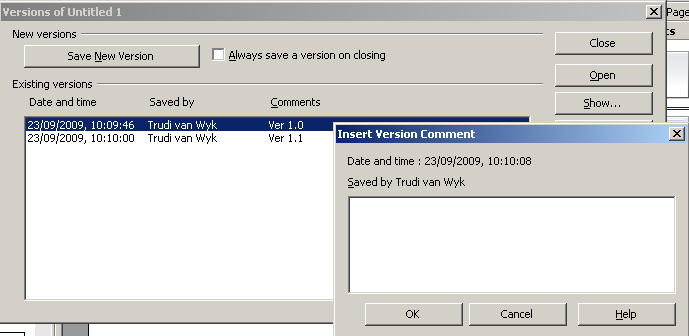 Versions of Untitled 1
Page
New versions
Save New Version
Always save a version on closing
Close
Existing versions
Open
Date and time Saved by Comments
Show...
23/09/2009, 10:09:46 Trudi van Wyk Ver 1.0
23/09/2009, 10:10:00 Trudi van Wyk Ver 1.1
Insert Version Comment
Date and time : 23/09/2009, 10:10:08
Saved by Trudi van Wyk
OK Cancel Help